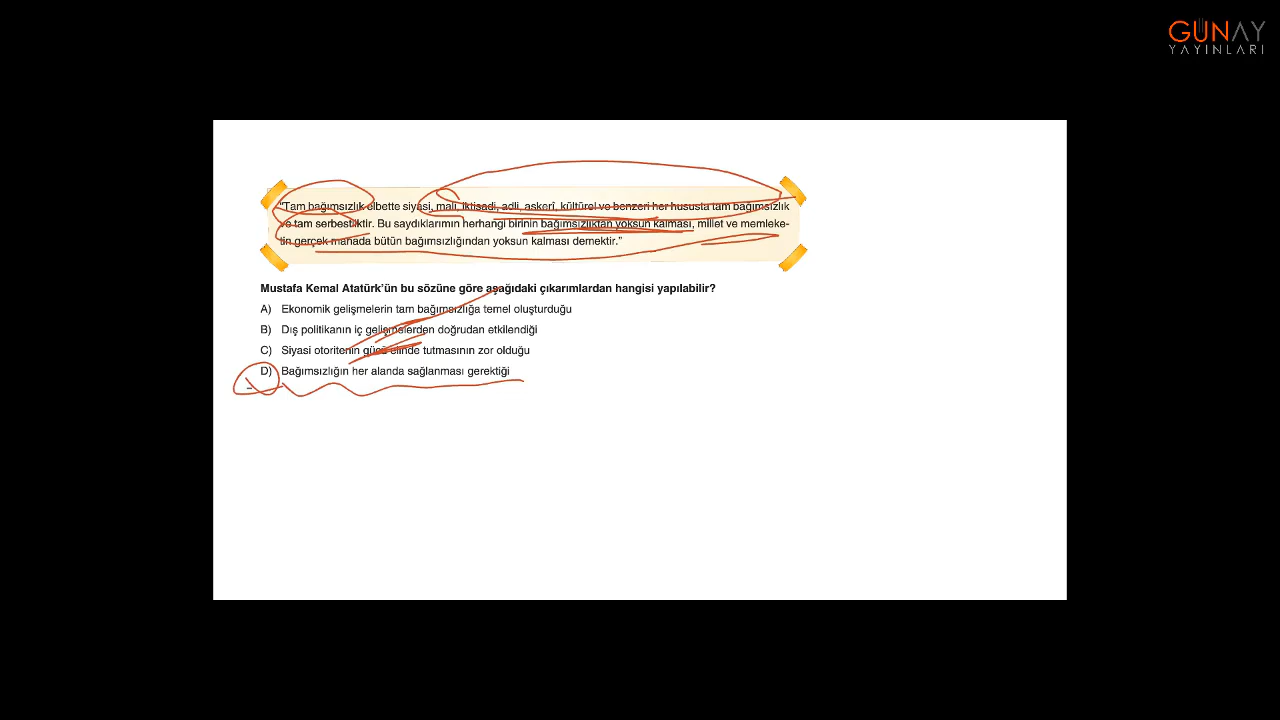 GÜNAY
YAYINLARI
"Tam bağımsızlık elbette siyasi, mali, iktisadi, adli, askerî, kültürel ve benzeri her hususta tam bağımsızlık
ve tam serbestliktir. Bu saydıklarımın herhangi birinin bağımsızlıktan yoksun kalması, millet ve memleke-
tin gerçek manada bütün bağımsızlığından yoksun kalması demektir."
Mustafa Kemal Atatürk'ün bu sözüne göre aşağıdaki çıkarımlardan hangisi yapılabilir?
A) Ekonomik gelişmelerin tam bağımsızlığa temel oluşturduğu
B) Dış politikanın iç gelişmelerden doğrudan etkilendiği
C) Siyasi otoritenin gücü elinde tutmasının zor olduğu
D) Bağımsızlığın her alanda sağlanması gerektiği